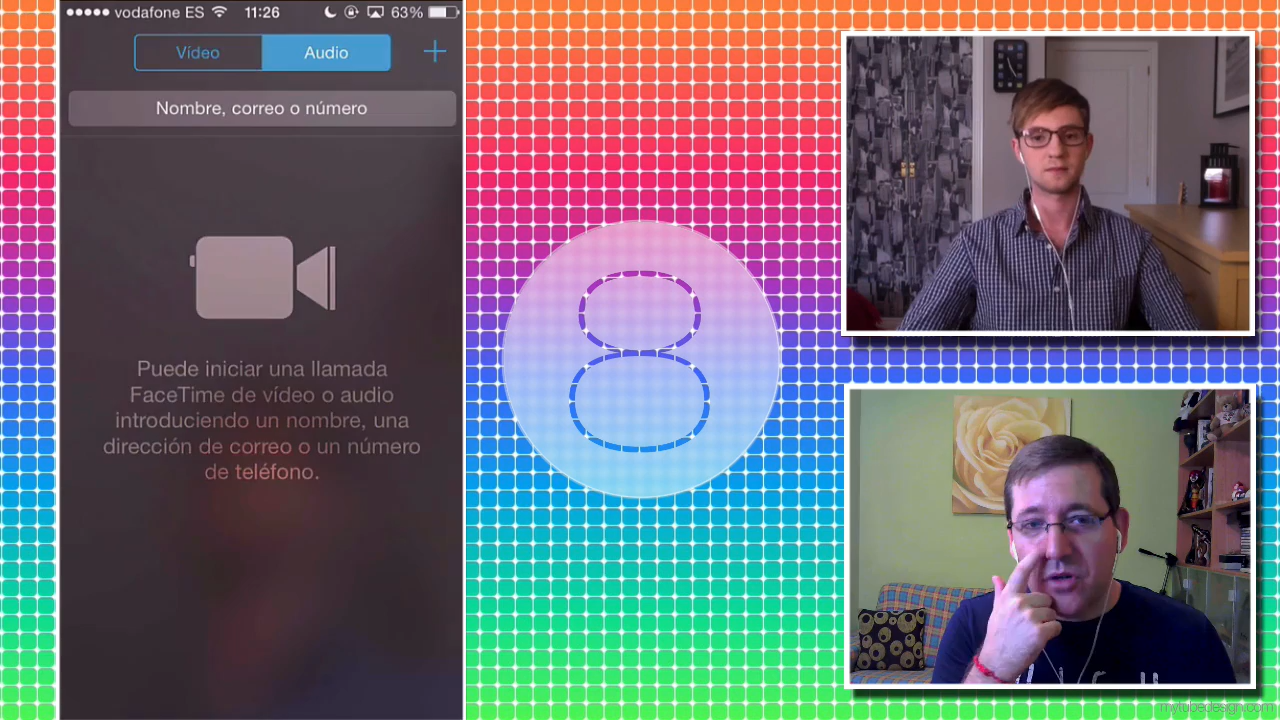 vodafone ES 11:26 63%
Vídeo Audio +
Nombre, correo o número
Puede iniciar una llamada
FaceTime de vídeo o audio
introduciendo un nombre, una
dirección de correo o un número
de teléfono.
8
mytubedesign.com